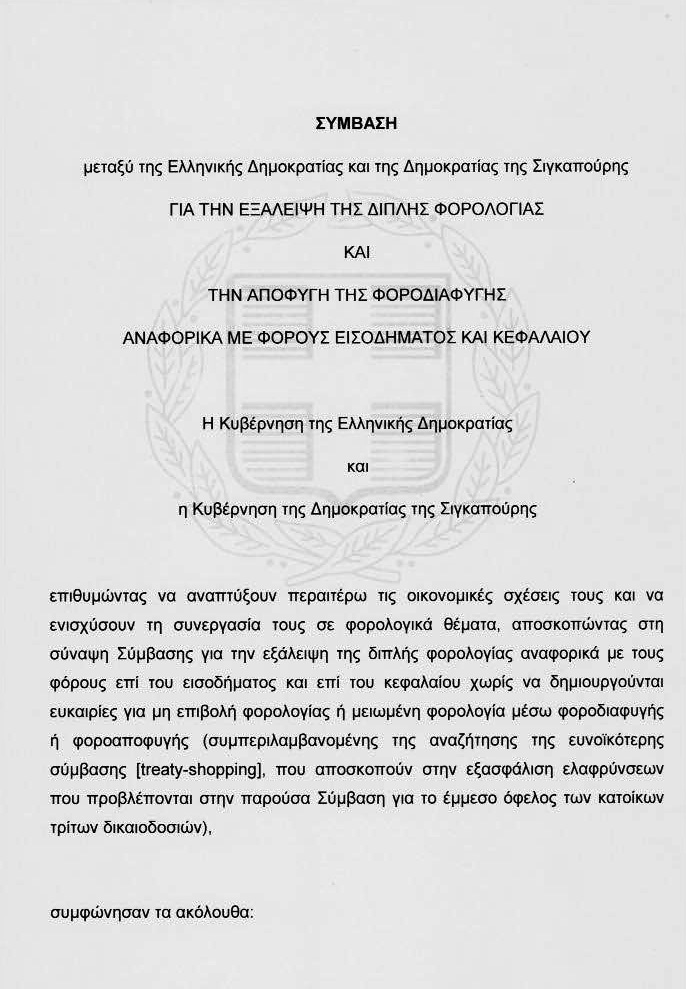 ΣΥΜΒΑΣΗ
μεταξύ της Ελληνικής Δημοκρατίας και της Δημοκρατίας της Σιγκαπούρης
ΓΙΑ ΤΗΝ ΕΞΑΛΕΙΨΗ ΤΗΣ ΔΙΠΛΗΣ ΦΟΡΟΛΟΓΙΑΣ
ΚΑΙ
ΤΗΝ ΑΠΟΦΥΓΗ ΤΗΣ ΦΟΡΟΔΙΑΦΥΓΗΣ
ΑΝΑΦΟΡΙΚΑ ΜΕ ΦΟΡΟΥΣ ΕΙΣΟΔΗΜΑΤΟΣ ΚΑΙ ΚΕΦΑΛΑΙΟΥ
Η Κυβέρνηση της Ελληνικής Δημοκρατίας
και
η Κυβέρνηση της Δημοκρατίας της Σιγκαπούρης
επιθυμώντας να αναπτύξουν περαιτέρω τις οικονομικές σχέσεις τους και να
ενισχύσουν τη συνεργασία τους σε φορολογικά θέματα, αποσκοπώντας στη
σύναψη Σύμβασης για την εξάλειψη της διπλής φορολογίας αναφορικά με τους
φόρους επί του εισοδήματος και επί του κεφαλαίου χωρίς να δημιουργούνται
ευκαιρίες για μη επιβολή φορολογίας ή μειωμένη φορολογία μέσω φοροδιαφυγής
ή φοροαποφυγής (συμπεριλαμβανομένης της αναζήτησης της ευνοϊκότερης
σύμβασης [treaty-shopping], που αποσκοπούν στην εξασφάλιση ελαφρύνσεων
που προβλέπονται στην παρούσα Σύμβαση για το έμμεσο όφελος των κατοίκων
τρίτων δικαιοδοσιών),
συμφώνησαν τα ακόλουθα: